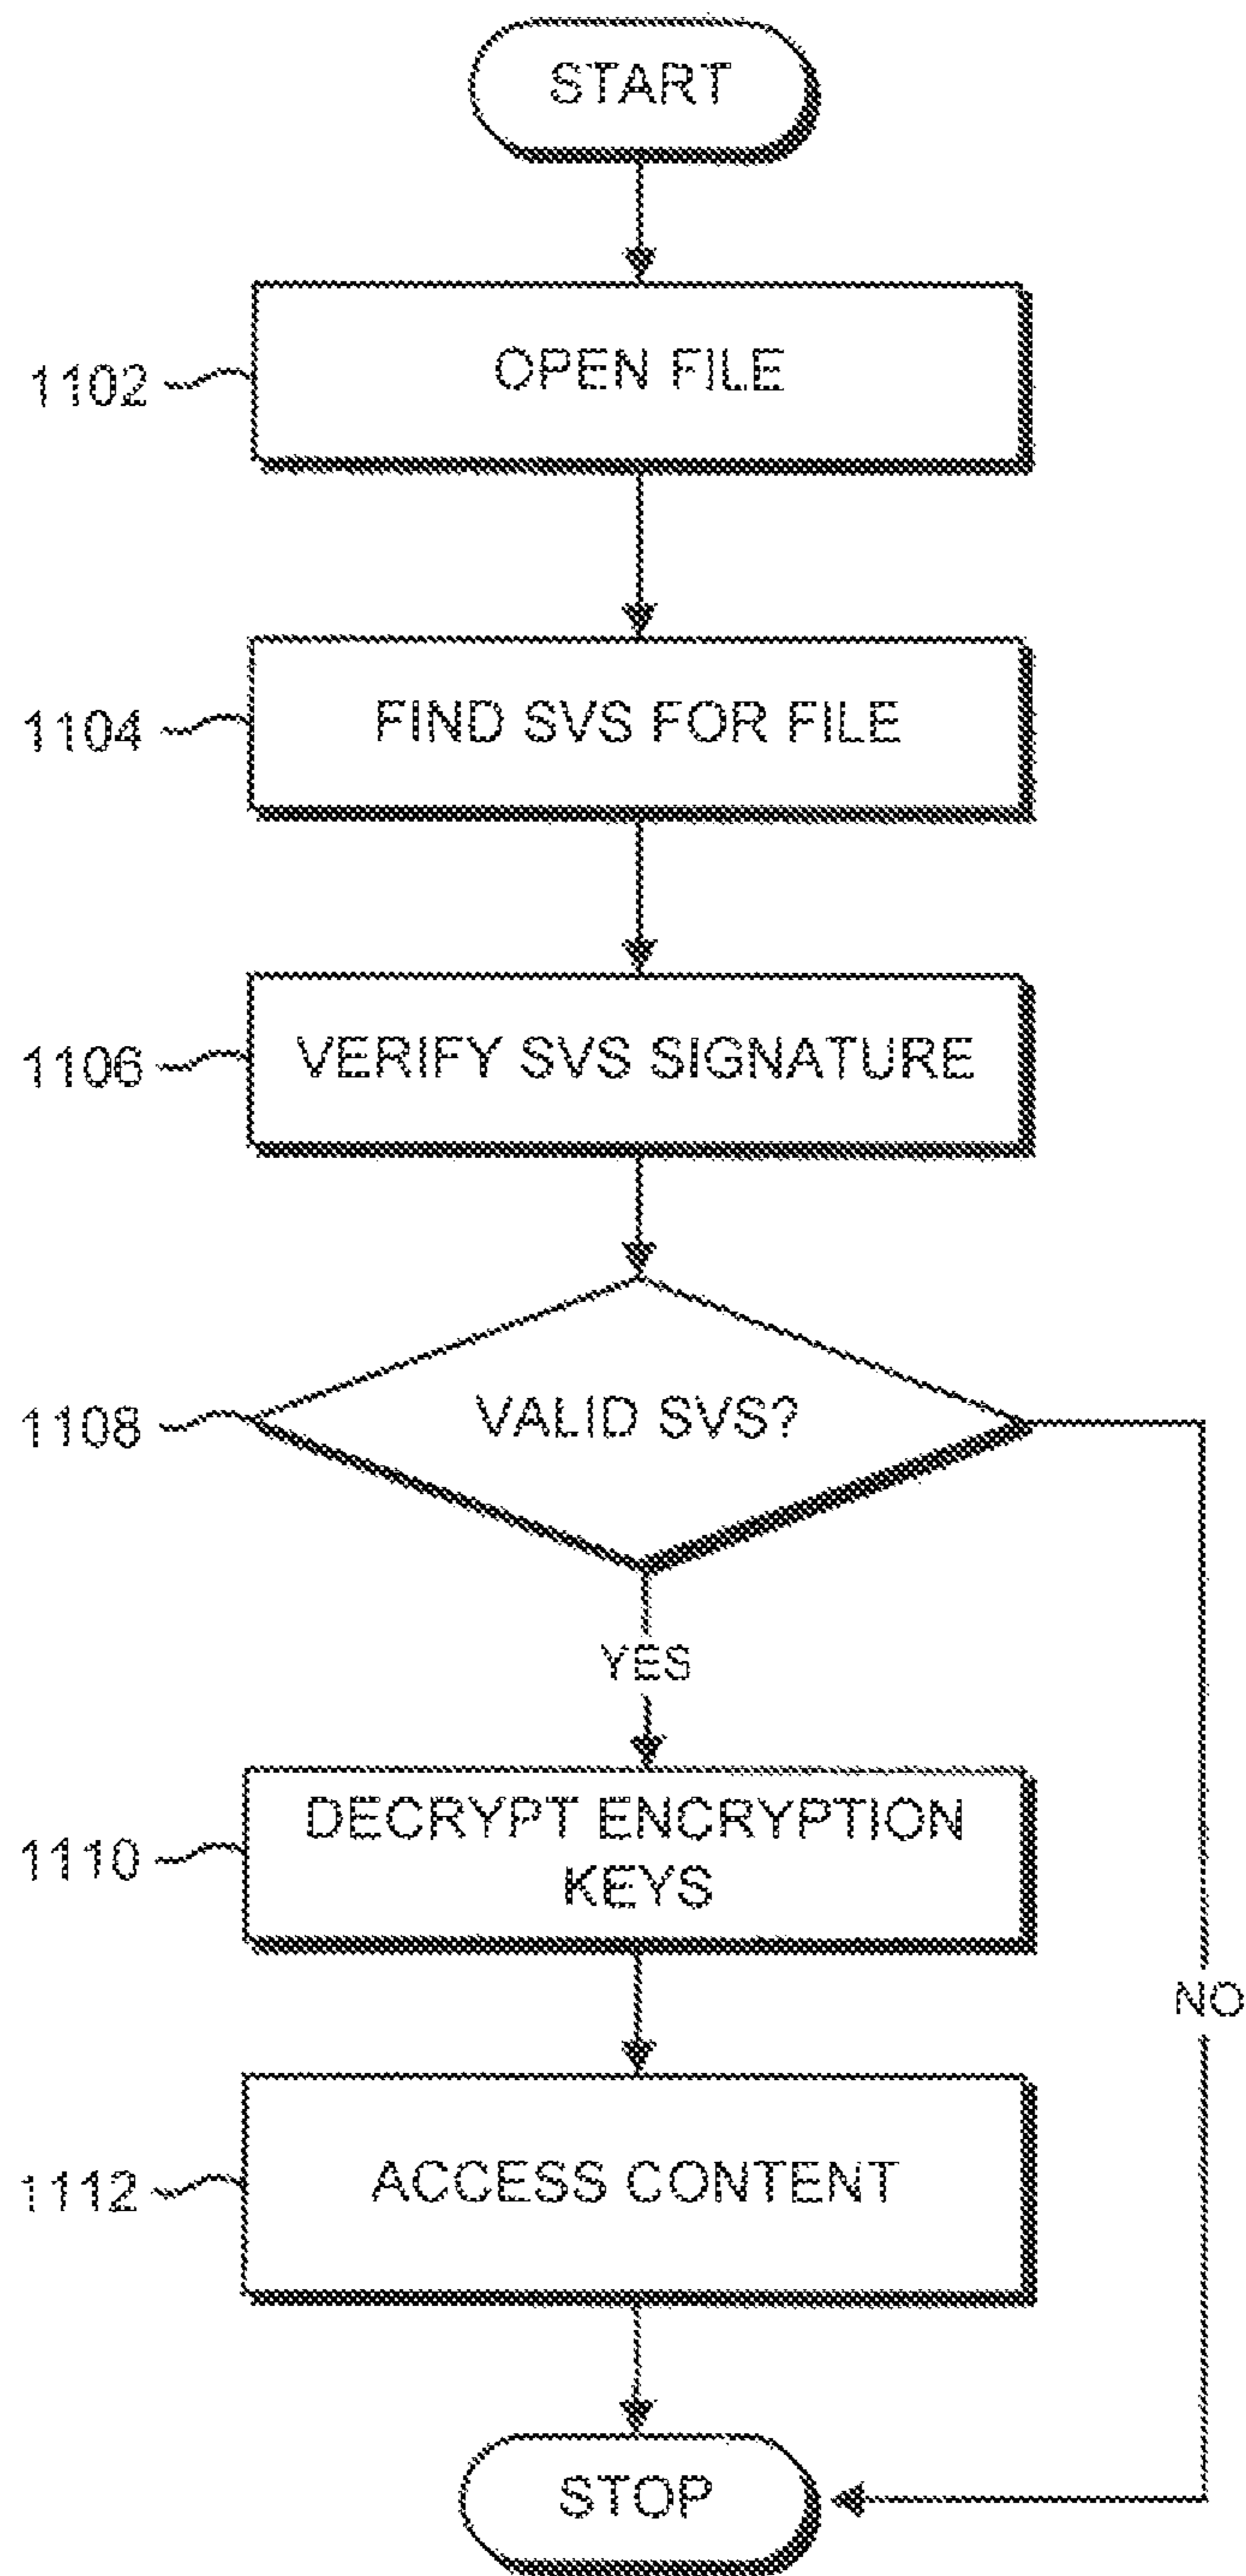 START
1102
OPEN FILE
1104
FIND SVS FOR FILE
1106
VERIFY SVS SIGNATURE
1108
VALID SVS?
YES
1110
DECRYPT ENCRYPTION
KEYS
NO
1112
ACCESS CONTENT
STOP